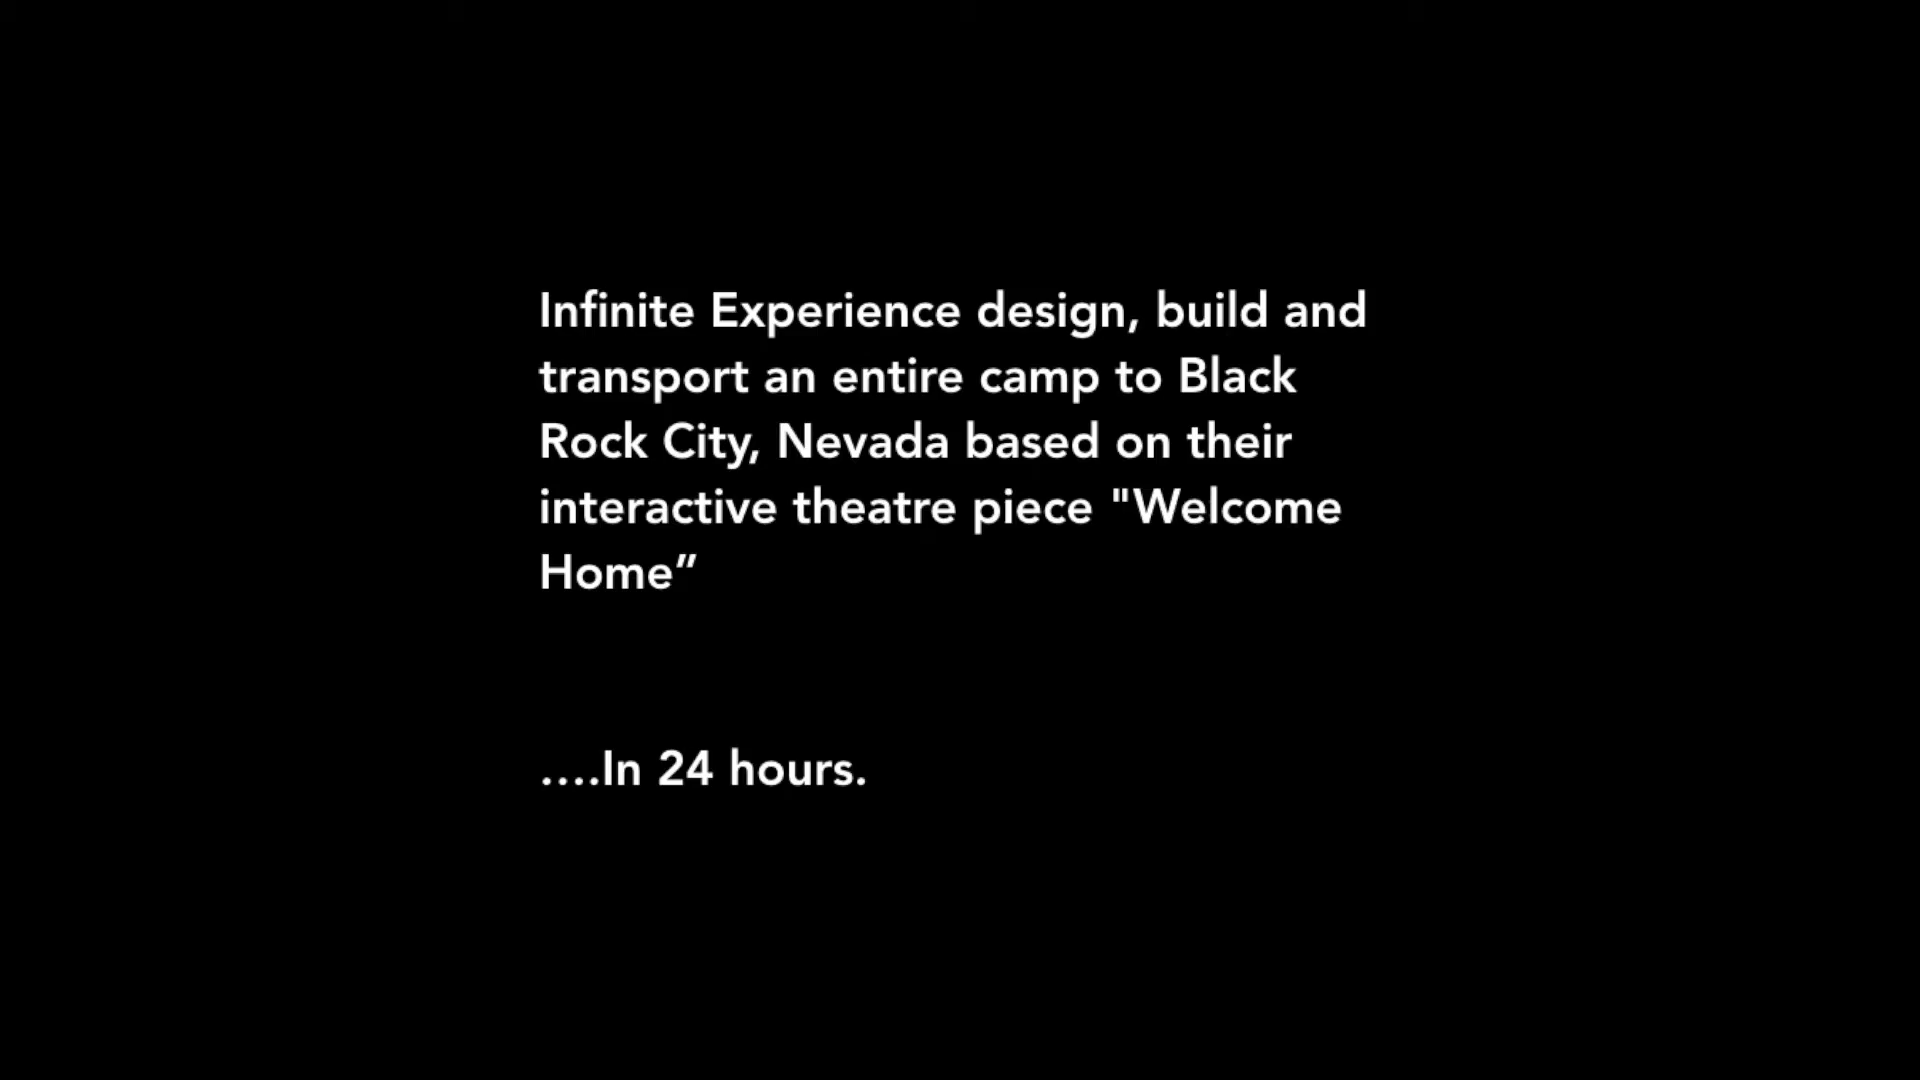 Infinite Experience design, build and
transport an entire camp to Black
Rock City, Nevada based on their
interactive theatre piece "Welcome
Home”
....In 24 hours.